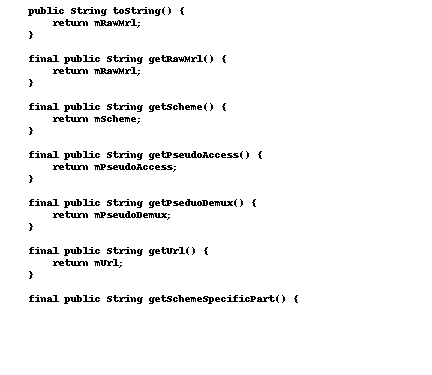 public String toString() {
    return mRawMrl;
}

final public String getRawMrl() {
    return mRawMrl;
}

final public String getScheme() {
    return mScheme;
}

final public String getPseudoAccess() {
    return mPseudoAccess;
}

final public String getPseduoDemux() {
    return mPseudoDemux;
}

final public String getUrl() {
    return mUrl;
}

final public String getSchemeSpecificPart() {